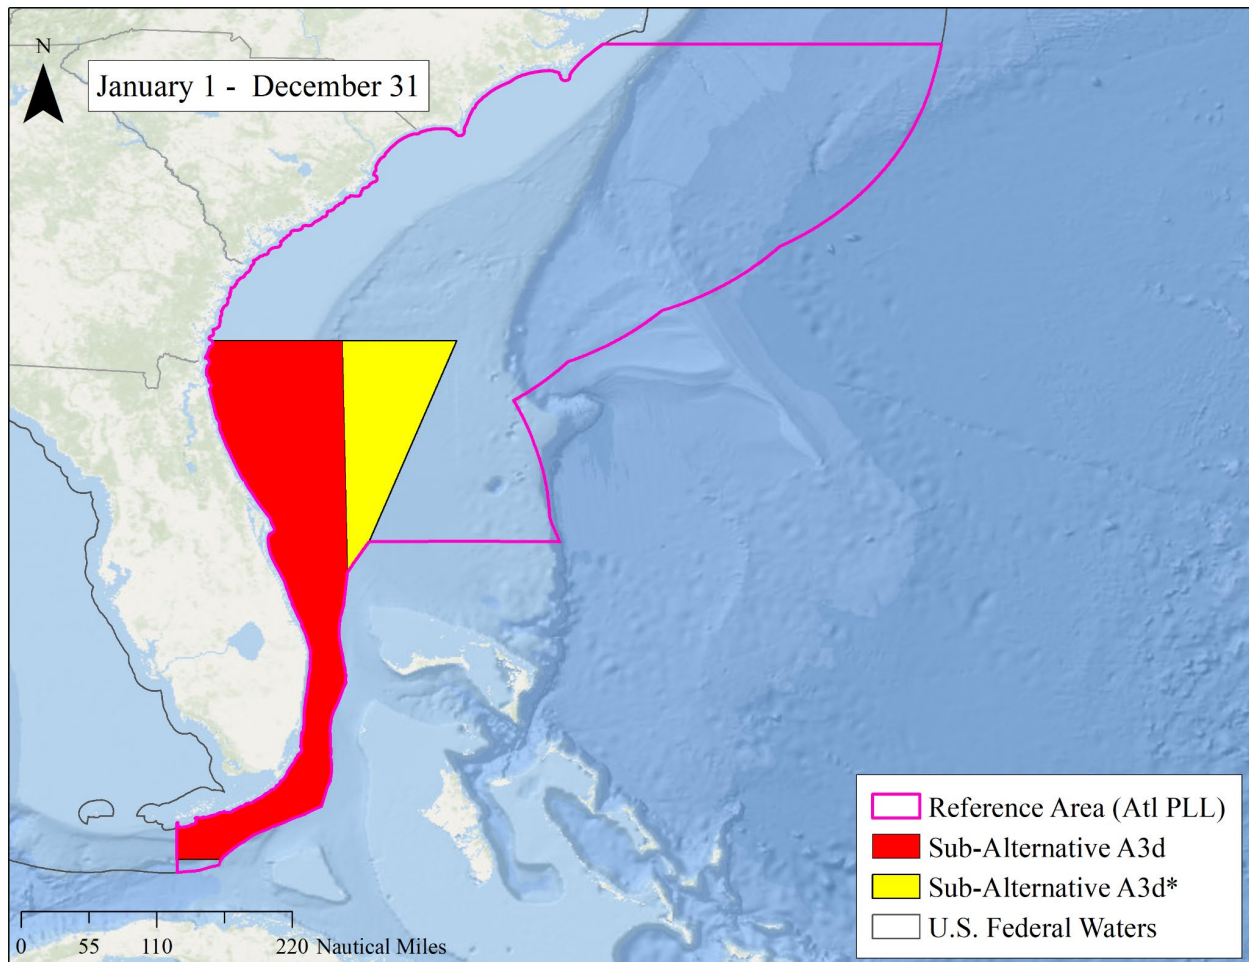 N
January 1 -  December 31
Reference Area (Atl PLL)
Sub-Alternative A3d
Sub-Alternative A3d*
U.S. Federal Waters
0 55 110 220 Nautical Miles